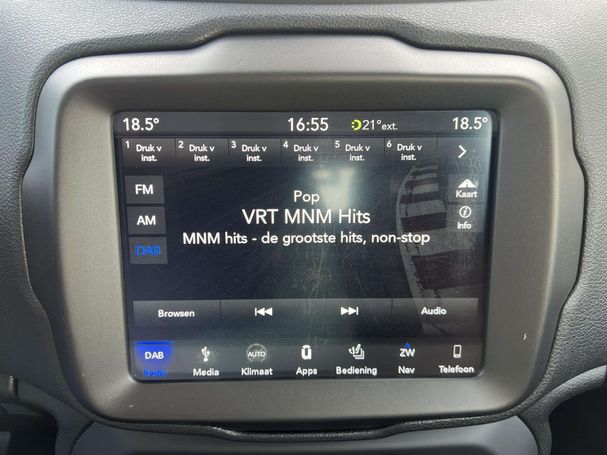 18.5° 16:55 21°ext. 18.5°
1 Druk v inst. 2 Druk v inst. 3 Druk v inst. 4 Druk v inst. 5 Druk v inst. 6 Druk v inst.
FM
AM
DAB
Pop
VRT MNM Hits
MNM hits - de grootste hits, non-stop
Kaart
Info
Browsen Audio
DAB AUTO ZW
Radio Media Klimaat Apps Bediening Nav Telefoon